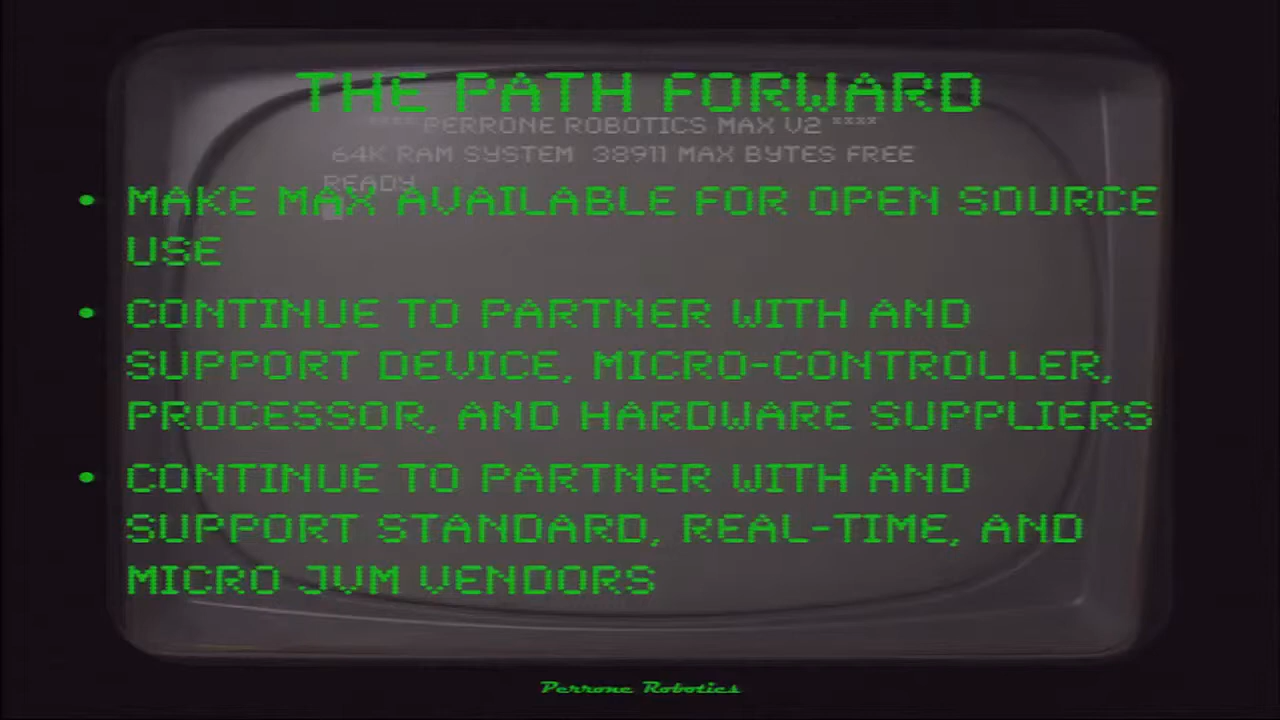 THE PATH FORWARD
**** PERRONE ROBOTICS MAX V2 ****
64K RAM SYSTEM 38911 MAX BYTES FREE
READY
• MAKE MAX AVAILABLE FOR OPEN SOURCE
USE
• CONTINUE TO PARTNER WITH AND
SUPPORT DEVICE, MICRO-CONTROLLER,
PROCESSOR, AND HARDWARE SUPPLIERS
• CONTINUE TO PARTNER WITH AND
SUPPORT STANDARD, REAL-TIME, AND
MICRO JVM VENDORS
Perrone Robotics